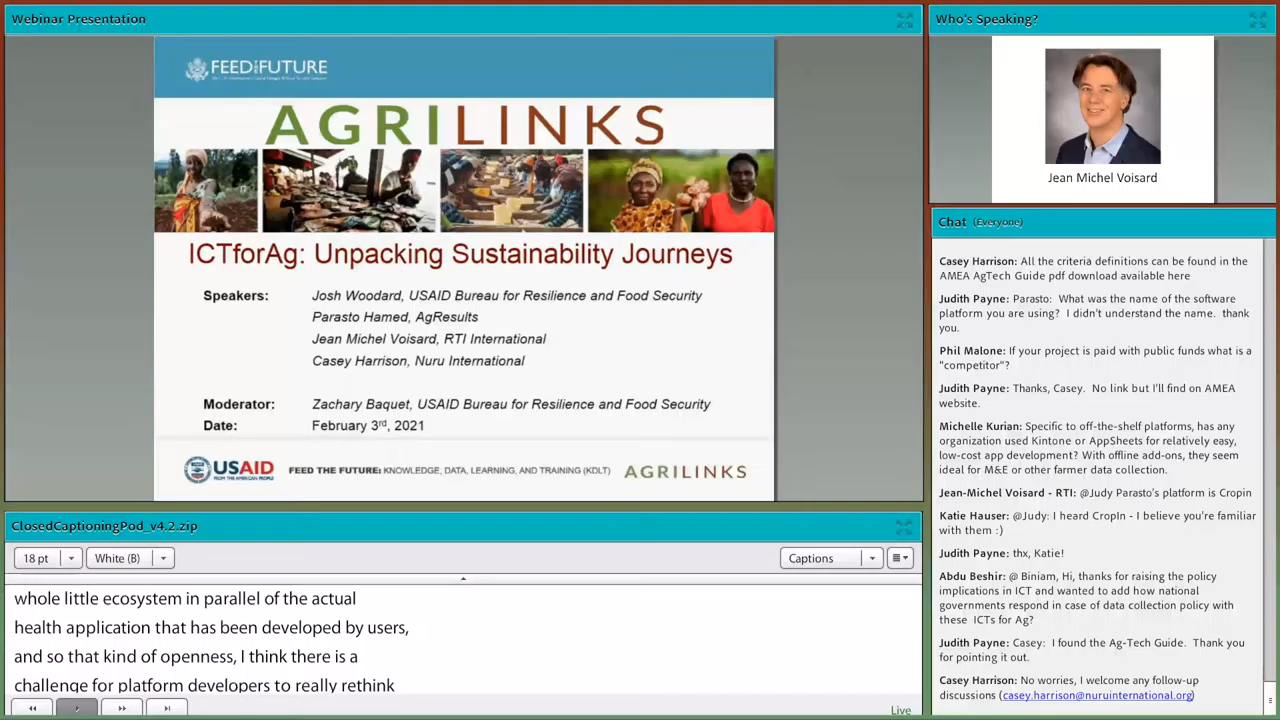 Webinar Presentation
FEED THE FUTURE
AGRILINKS
ICTforAg: Unpacking Sustainability Journeys
Speakers: Josh Woodard, USAID Bureau for Resilience and Food Security
Parasto Hamed, AgResults
Jean Michel Voisard, RTI International
Casey Harrison, Nuru International
Moderator: Zachary Baquet, USAID Bureau for Resilience and Food Security
Date: February 3rd, 2021
USAID
FROM THE AMERICAN PEOPLE
FEED THE FUTURE: KNOWLEDGE, DATA, LEARNING, AND TRAINING (KDLT)
AGRILINKS
ClosedCaptioningPod_v4.2.zip
18 pt White (B) Captions
whole little ecosystem in parallel of the actual
health application that has been developed by users,
and so that kind of openness, I think there is a
challenge for platform developers to really rethink
Live
Who's Speaking?
Jean Michel Voisard
Chat (Everyone)
Casey Harrison: All the criteria definitions can be found in the
AMEA AgTech Guide pdf download available here
Judith Payne: Parasto: What was the name of the software
platform you are using? I didn't understand the name. thank
you.
Phil Malone: If your project is paid with public funds what is a
"competitor"?
Judith Payne: Thanks, Casey. No link but I'll find on AMEA
website.
Michelle Kurian: Specific to off-the-shelf platforms, has any
organization used Kintone or AppSheets for relatively easy,
low-cost app development? With offline add-ons, they seem
ideal for M&E or other farmer data collection.
Jean-Michel Voisard - RTI: @Judy Parasto's platform is Cropin
Katie Hauser: @Judy: I heard CropIn - I believe you're familiar
with them :)
Judith Payne: thx, Katie!
Abdu Beshir: @ Biniam, Hi, thanks for raising the policy
implications in ICT and wanted to add how national
governments respond in case of data collection policy with
these ICTs for Ag?
Judith Payne: Casey: I found the Ag-Tech Guide. Thank you
for pointing it out.
Casey Harrison: No worries, I welcome any follow-up
discussions (casey.harrison@nuruinternational.org)